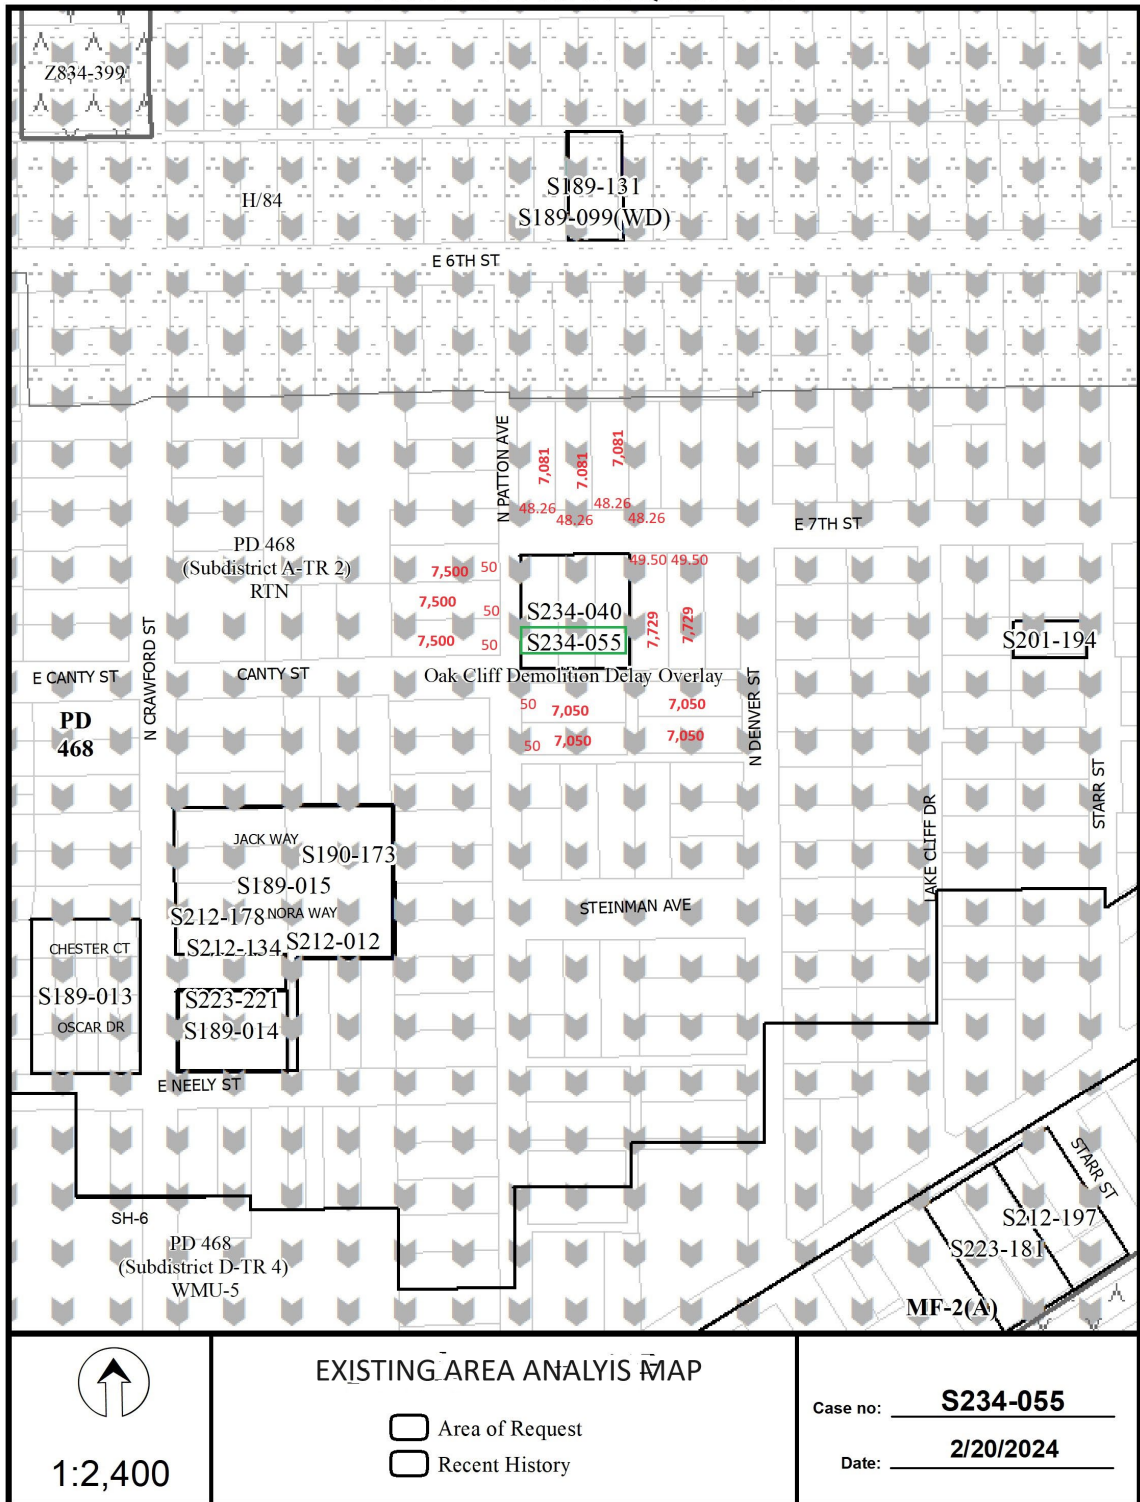 Z834-399
H/84
S189-131
S189-099(WD)
E 6TH ST
N PATTON AVE
7,081
7.081
7,081
48.26
48.26
48.26
48.26
E 7TH ST
PD 468
(Subdistrict A-TR 2)
RTN
7,500 50
7,500 50
7,500 50
49.50 49.50
S234-040
S234-055
7,729
7,729
S201-194
E CANTY ST
N CRAWFORD ST
CANTY ST
Oak Cliff Demolition Delay Overlay
N DENVER ST
PD
468
50 7,050
7,050
50 7,050
7,050
STARR ST
LAKE CLIFF DR
JACK WAY
S190-173
S189-015
S212-178
NORA WAY
S212-134
S212-012
STEINMAN AVE
CHESTER CT
S189-013
OSCAR DR
S223-221
S189-014
E NEELY ST
STARR ST
SH-6
S212-197
S223-181
PD 468
(Subdistrict D-TR 4)
WMU-5
MF-2(A)
1:2,400
EXISTING AREA ANALYIS MAP
Area of Request
Recent History
Case no: S234-055
Date: 2/20/2024